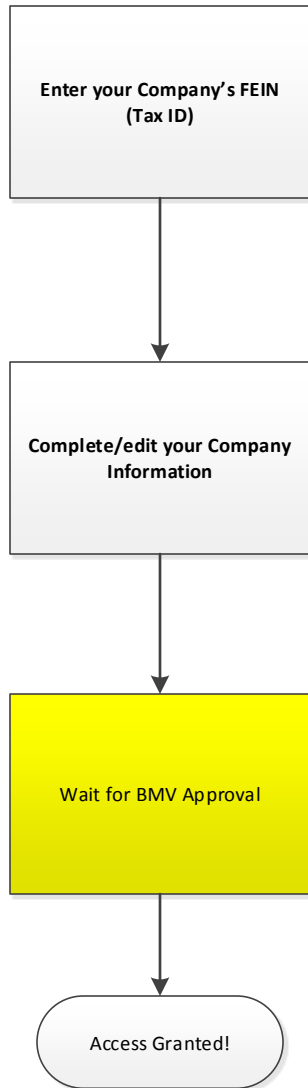 Enter your Company’s FEIN
(Tax ID)
Complete/edit your Company
Information
Wait for BMV Approval
Access Granted!